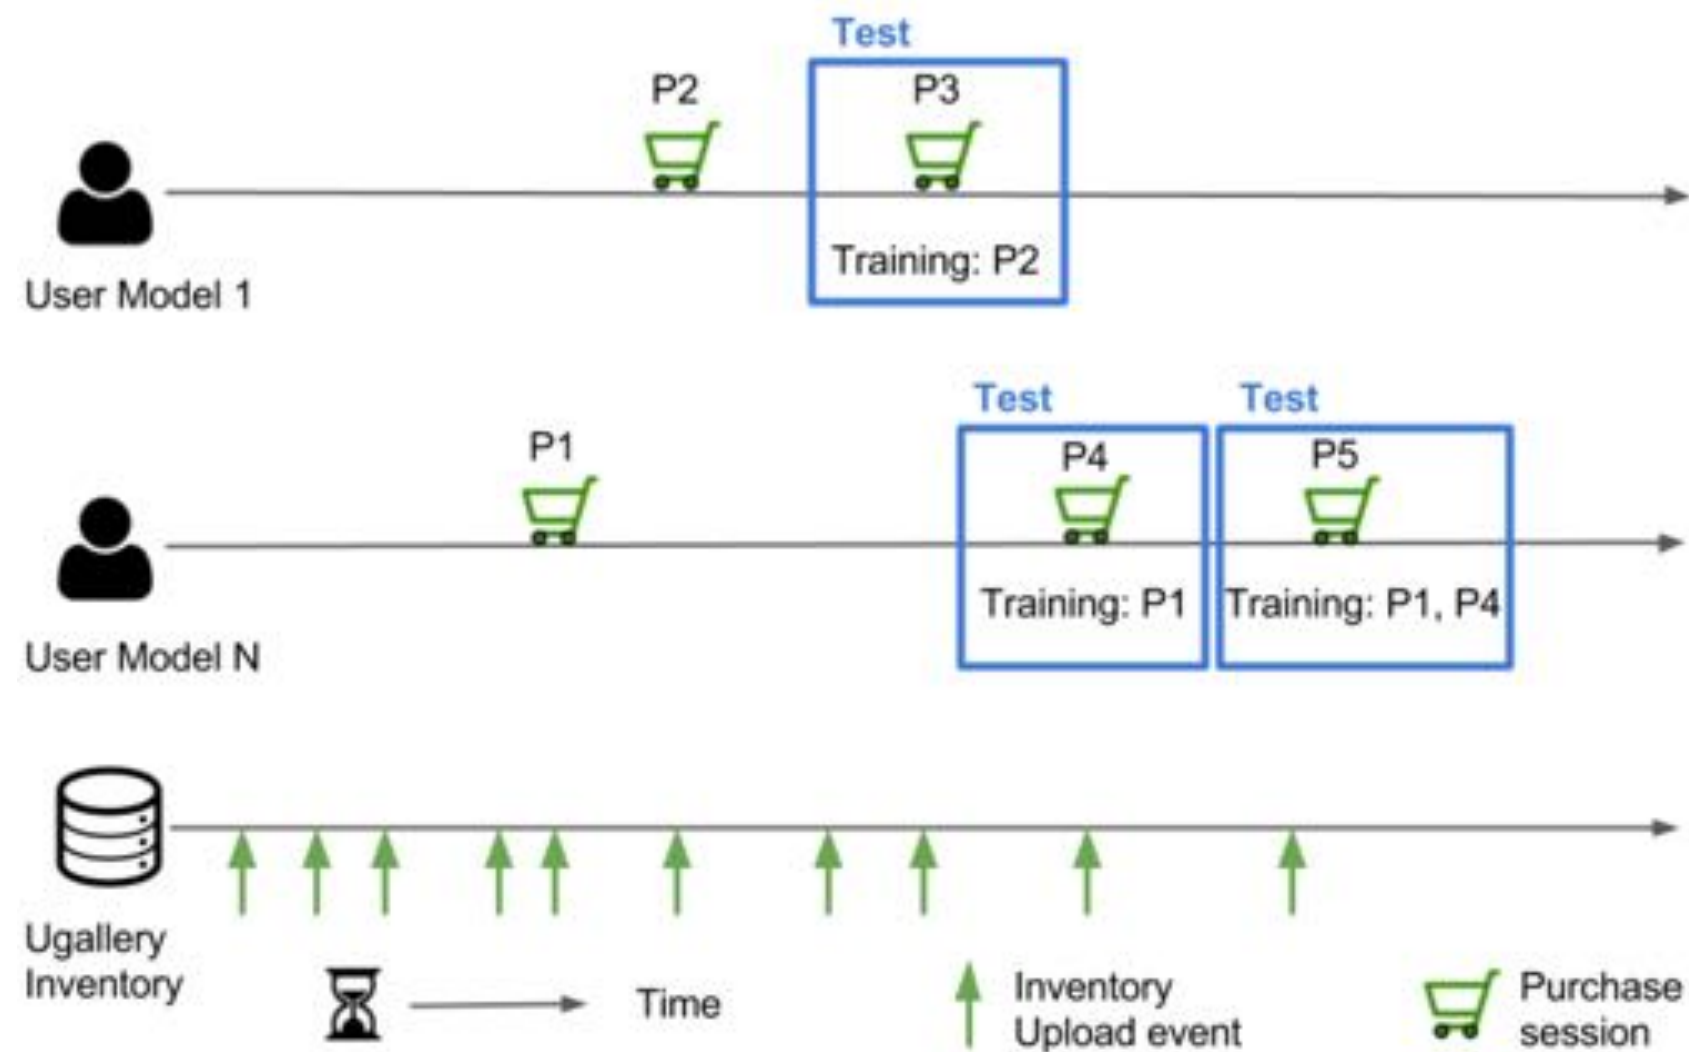 Test
P2
P3
Training: P2
User Model 1
Test
Test
P1
P4
P5
Training: P1
Training: P1, P4
User Model N
Ugallery
Inventory
Time
Inventory
Upload event
Purchase
session